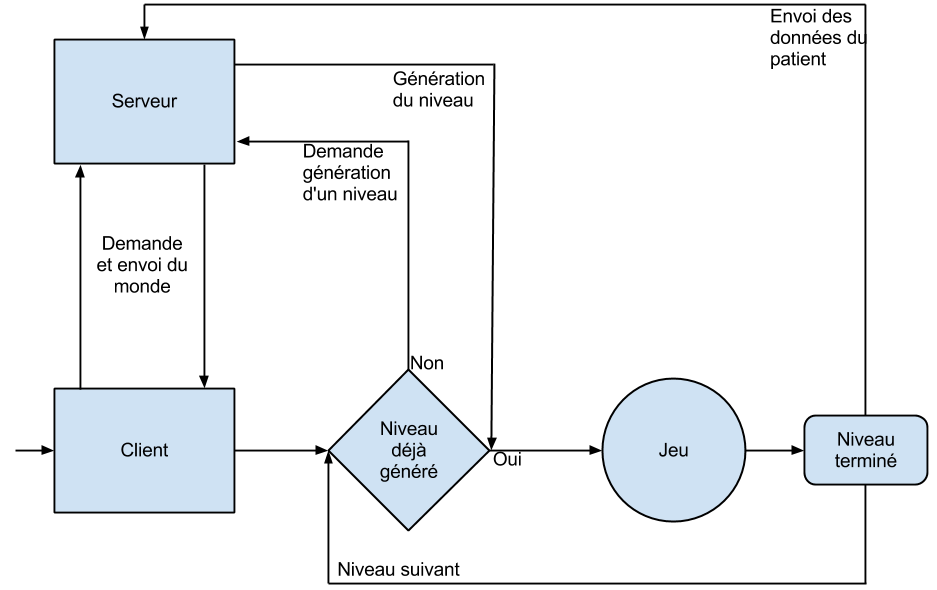 Envoi des
données du
patient
Serveur
Génération
du niveau
Demande
génération
d'un niveau
Demande
et envoi du
monde
Non
Client
Niveau
déjà
généré
Oui
Jeu
Niveau
terminé
Niveau suivant